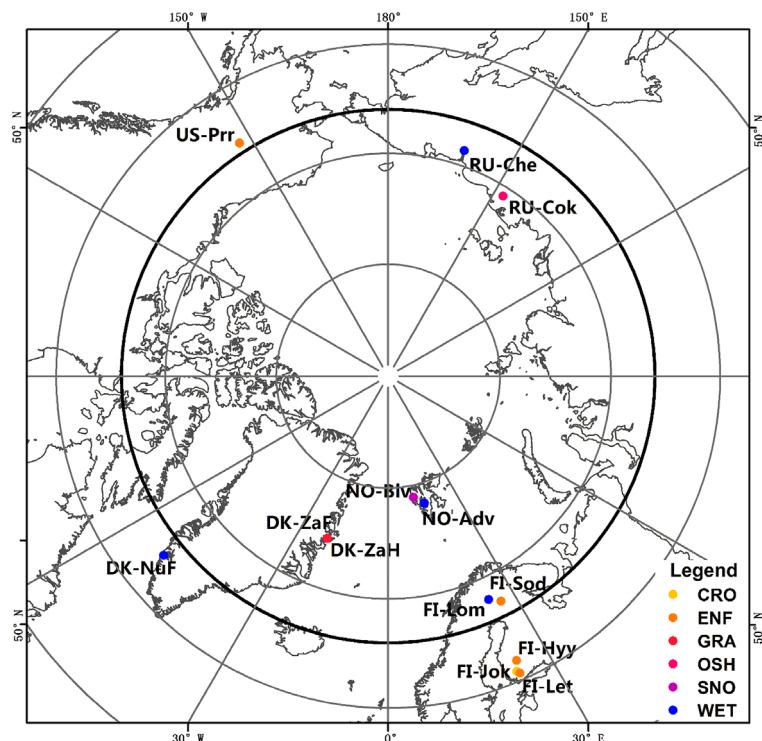 150° W
180°
150° E
50° N
50° N
US-Prr
RU-Che
RU-Cok
NO-Blv
NO-Adv
DK-ZaF
DK-ZaH
DK-NuF
FI-Sod
FI-Lom
FI-Hyy
FI-Jok
FI-Let
Legend
CRO
ENF
GRA
OSH
SNO
WET
50° N
50° N
30° W
0°
30° E